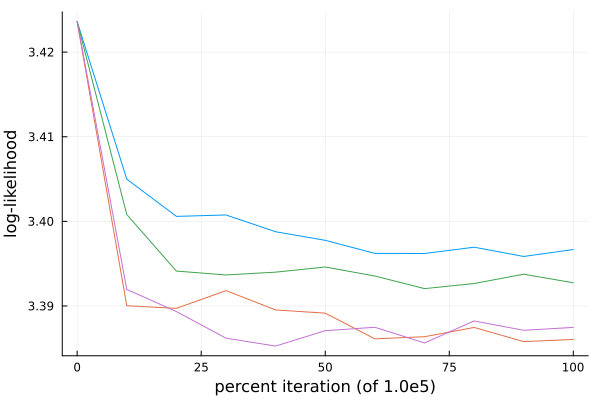 3.42
3.41
3.40
3.39
log-likelihood
0 25 50 75 100
percent iteration (of 1.0e5)